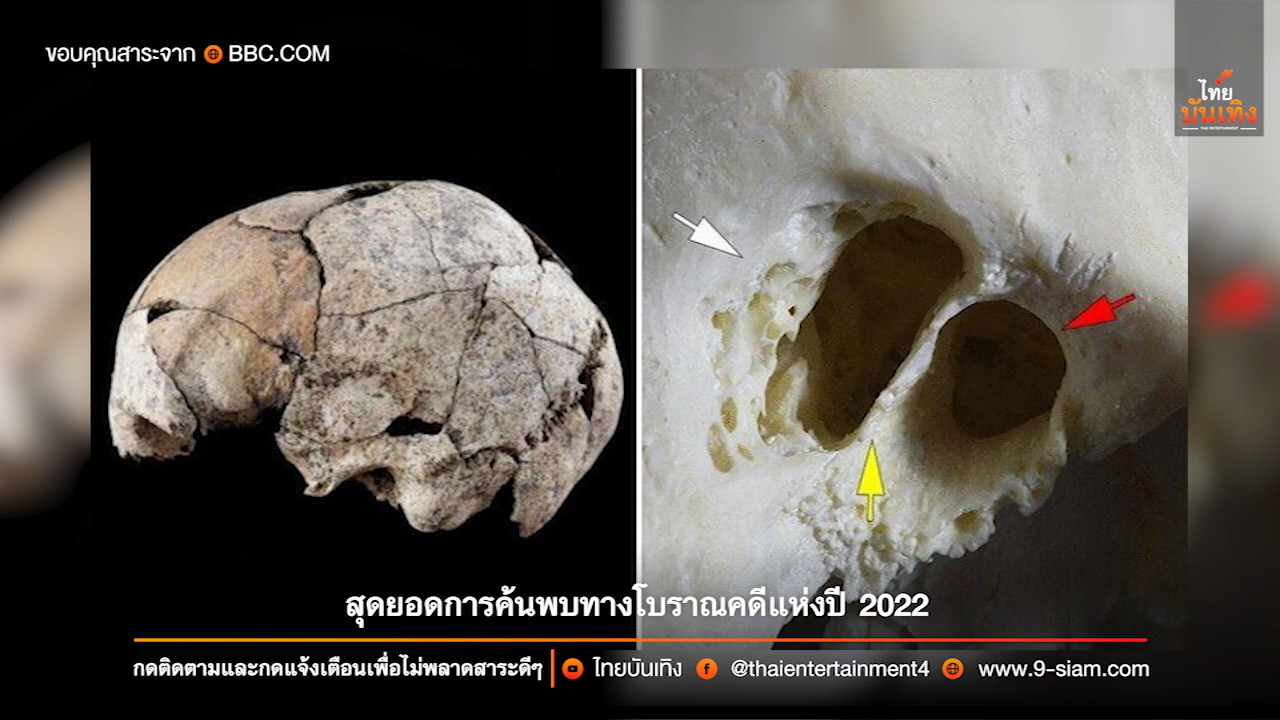 ขอบคุณสาระจาก BBC.COM
ไทย
บันเทิง
THAI ENTERTAINMENT
สุดยอดการค้นพบทางโบราณคดีแห่งปี 2022
กดติดตามและกดแจ้งเตือนเพื่อไม่พลาดสาระดีๆ ไทยบันเทิง @thaientertainment4 www.9-siam.com